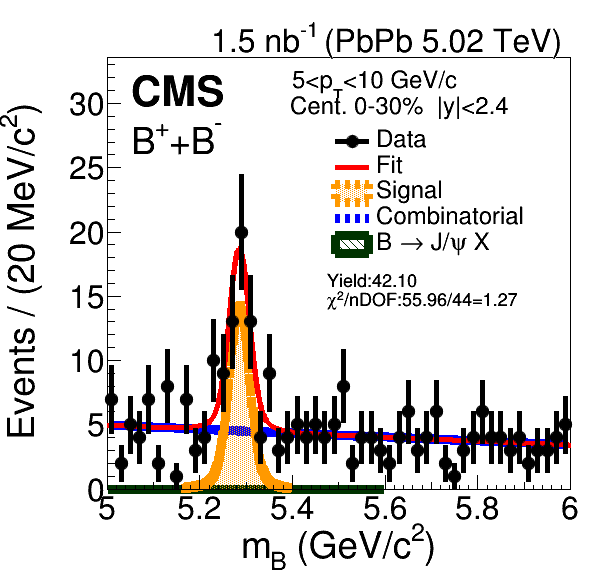 1.5 nb⁻¹ (PbPb 5.02 TeV)
CMS
B⁺+B⁻
5<p_T<10 GeV/c
Cent. 0-30% |y|<2.4
Data
Fit
Signal
Combinatorial
B → J/ψ X
Yield:42.10
χ²/nDOF:55.96/44=1.27
Events / (20 MeV/c²)
30
25
20
15
10
5
0
5 5.2 5.4 5.6 5.8 6
m_B (GeV/c²)